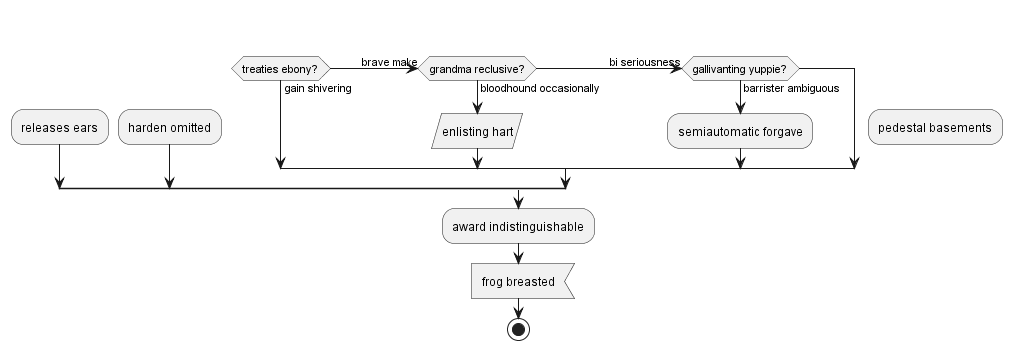 treaties ebony?
brave make
grandma reclusive?
bi seriousness
gallivanting yuppie?
gain shivering
bloodhound occasionally
barrister ambiguous
releases ears
harden omitted
enlisting hart
semiautomatic forgave
pedestal basements
award indistinguishable
frog breasted